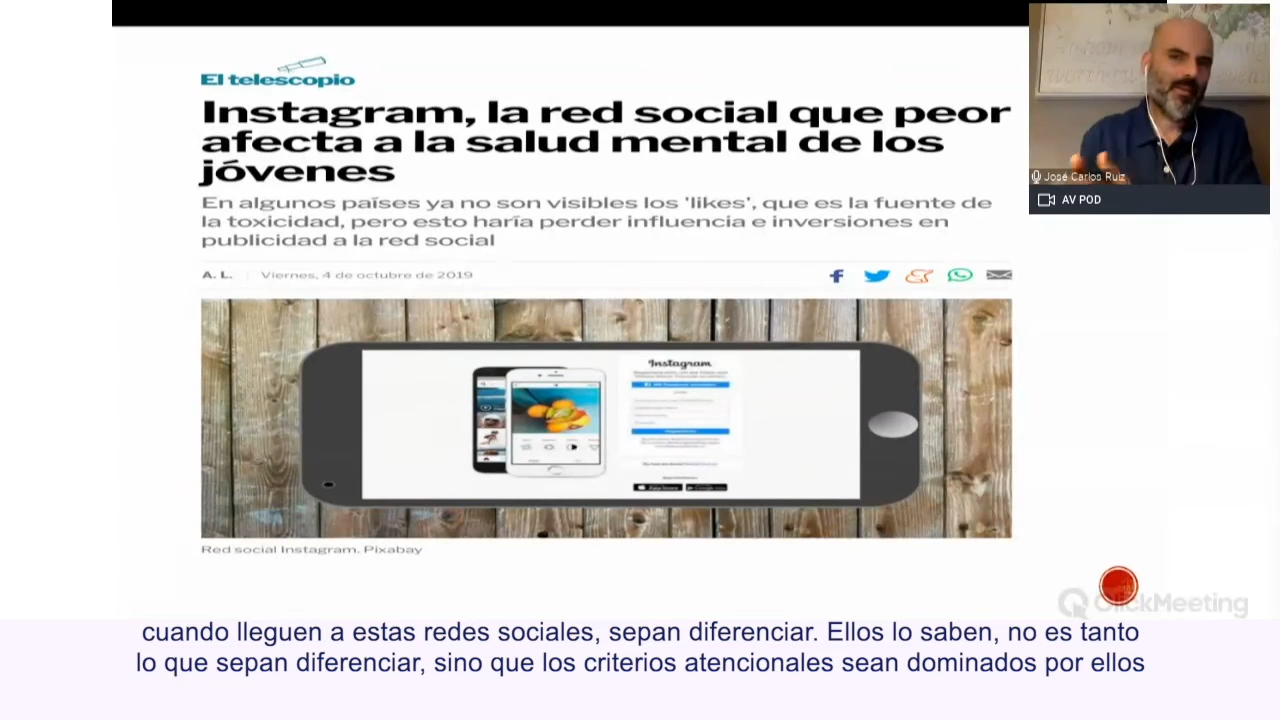 El telescopio
Instagram, la red social que peor
afecta a la salud mental de los
jóvenes
En algunos países ya no son visibles los 'likes', que es la fuente de
la toxicidad, pero esto haría perder influencia e inversiones en
publicidad a la red social
A. L. Viernes, 4 de octubre de 2019
Instagram
Red social Instagram. Pixabay
José Carlos Ruiz
AV POD
ClickMeeting
cuando lleguen a estas redes sociales, sepan diferenciar. Ellos lo saben, no es tanto
lo que sepan diferenciar, sino que los criterios atencionales sean dominados por ellos